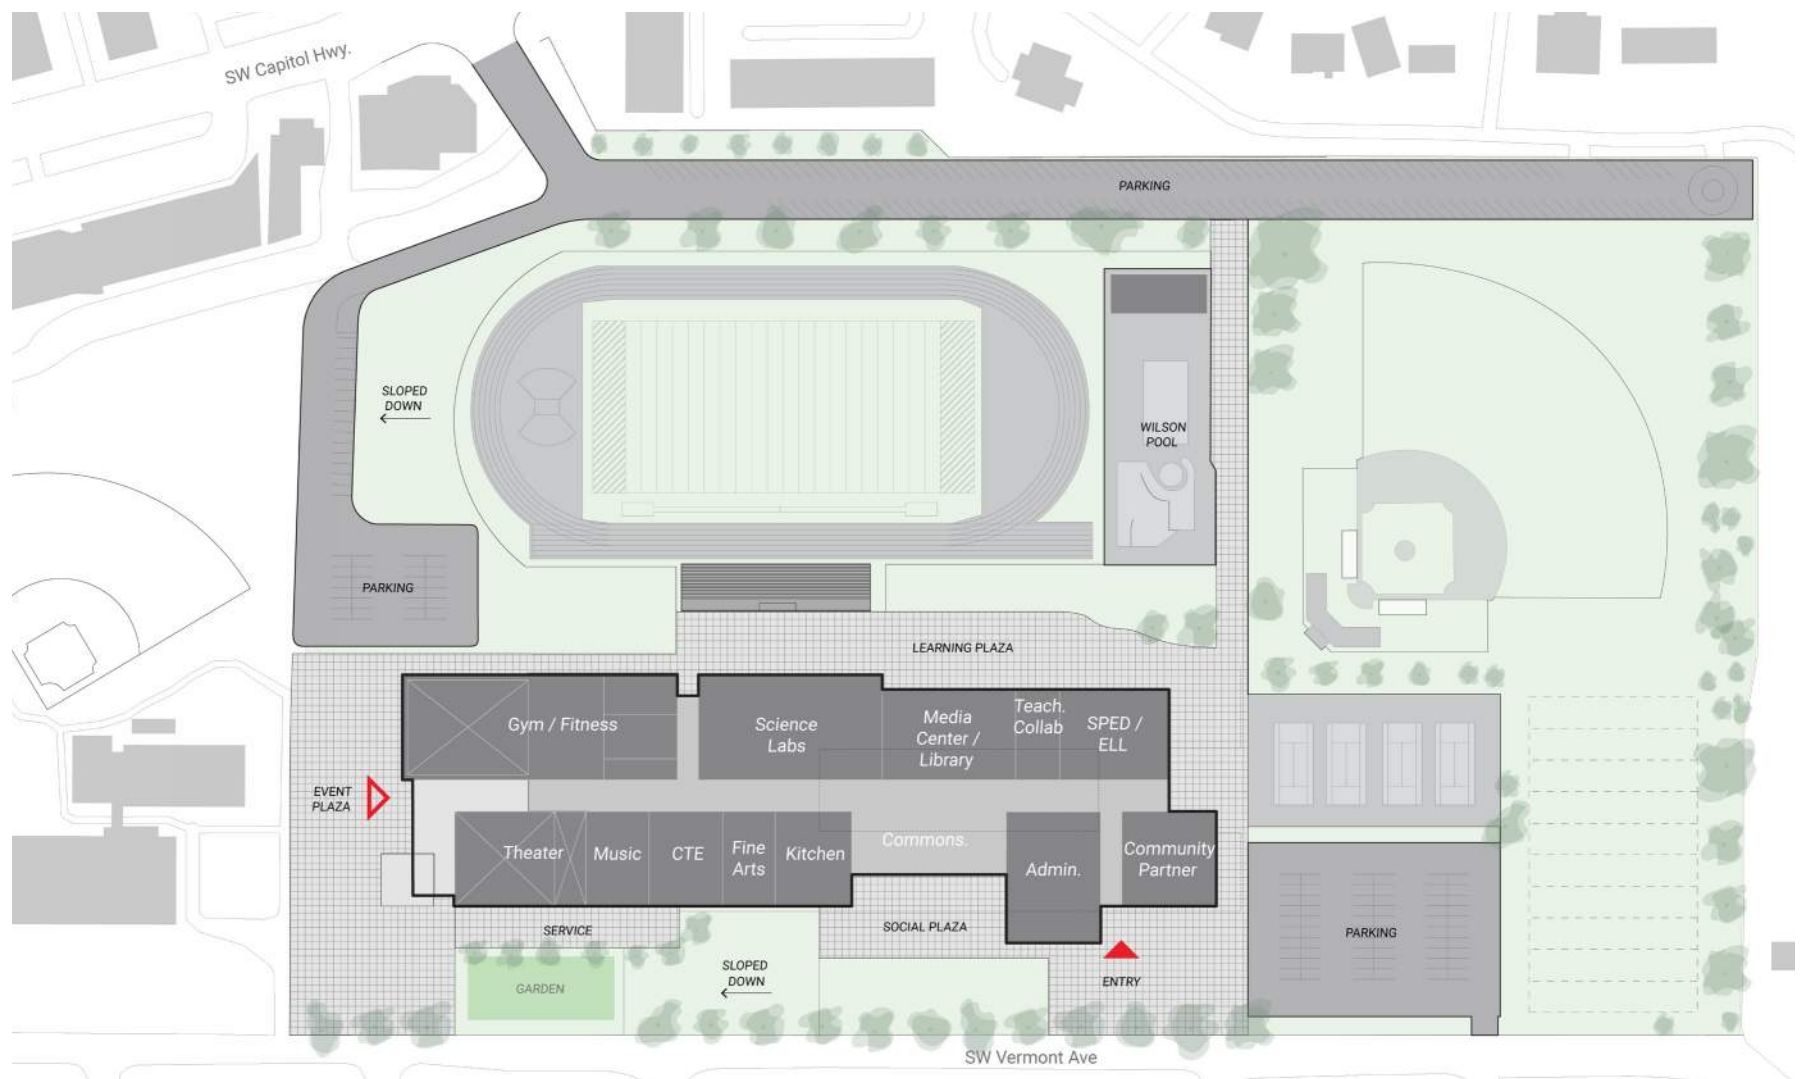 SW Capitol Hwy.
PARKING
SLOPED
DOWN
WILSON
POOL
PARKING
LEARNING PLAZA
Gym / Fitness
Science
Labs
Media
Center /
Library
Teach.
Collab
SPED /
ELL
EVENT
PLAZA
Theater
Music
CTE
Fine
Arts
Kitchen
Commons.
Admin.
Community
Partner
SERVICE
SOCIAL PLAZA
PARKING
SLOPED
DOWN
GARDEN
ENTRY
SW Vermont Ave